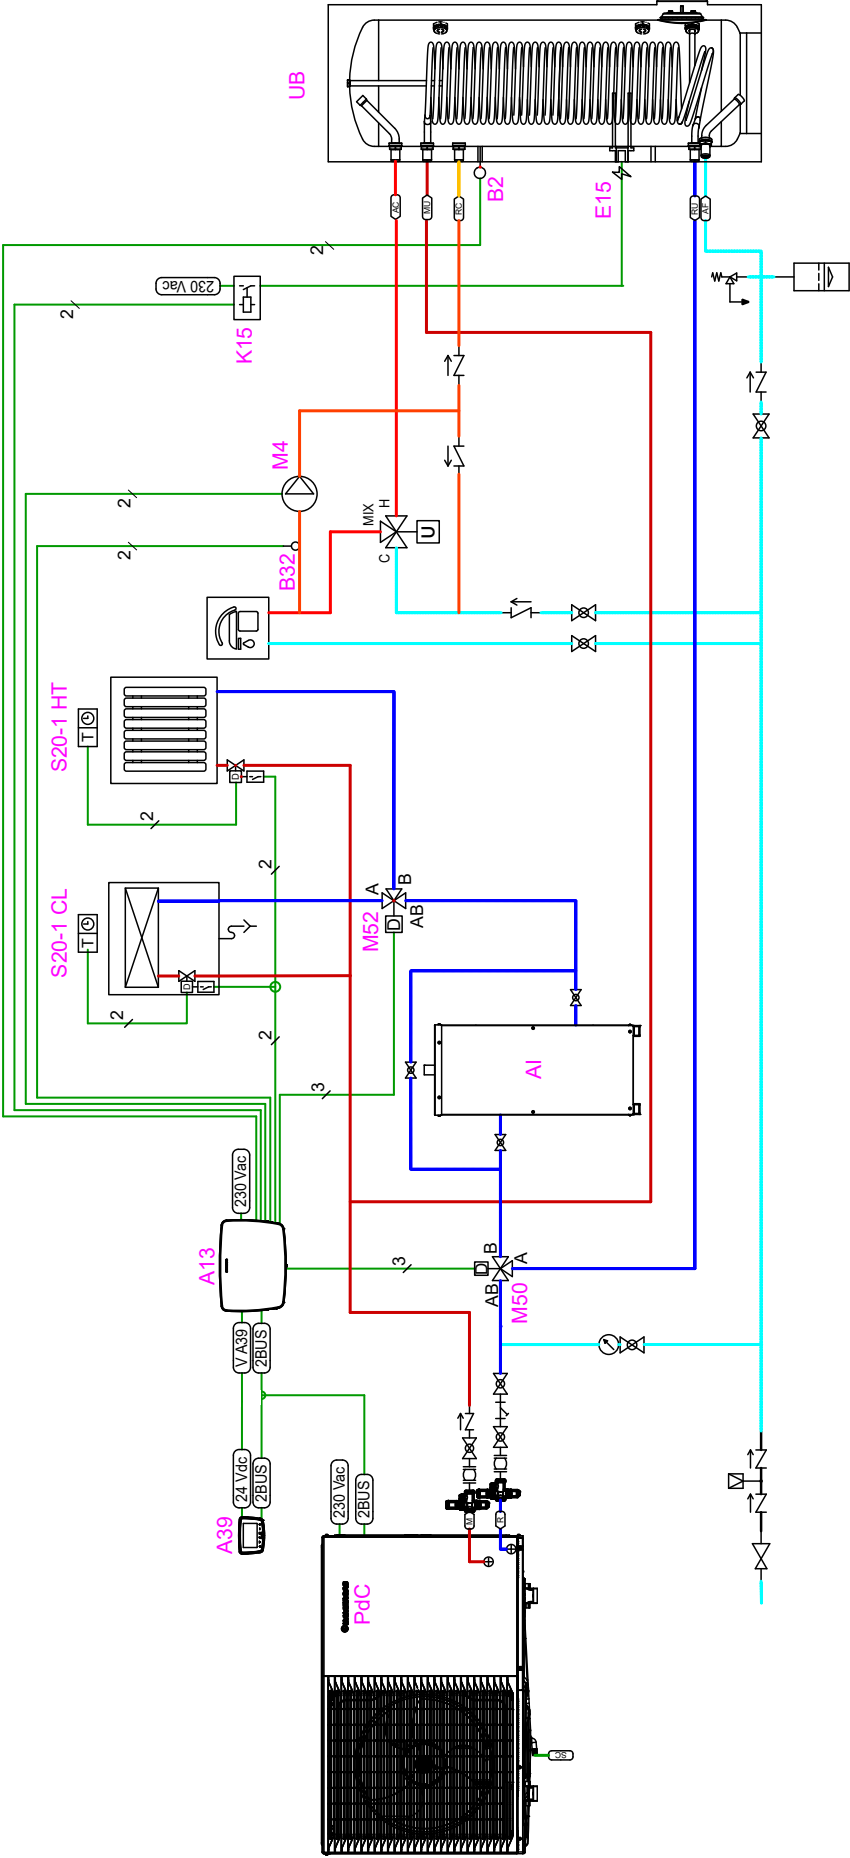 UB
AC
MU
RC
B2
E15
RU
AF
2
230 Vac
2
K15
M4
2
MIX
H
C
U
2
B32
S20-1 HT
T
D
2
2
S20-1 CL
T
D
A
B
AB
M52
D
2
2
3
AI
230 Vac
A13
3
D
B
A
AB
M50
V A39
2BUS
24 Vdc
2BUS
A39
230 Vac
2BUS
M
R
PdC
SC